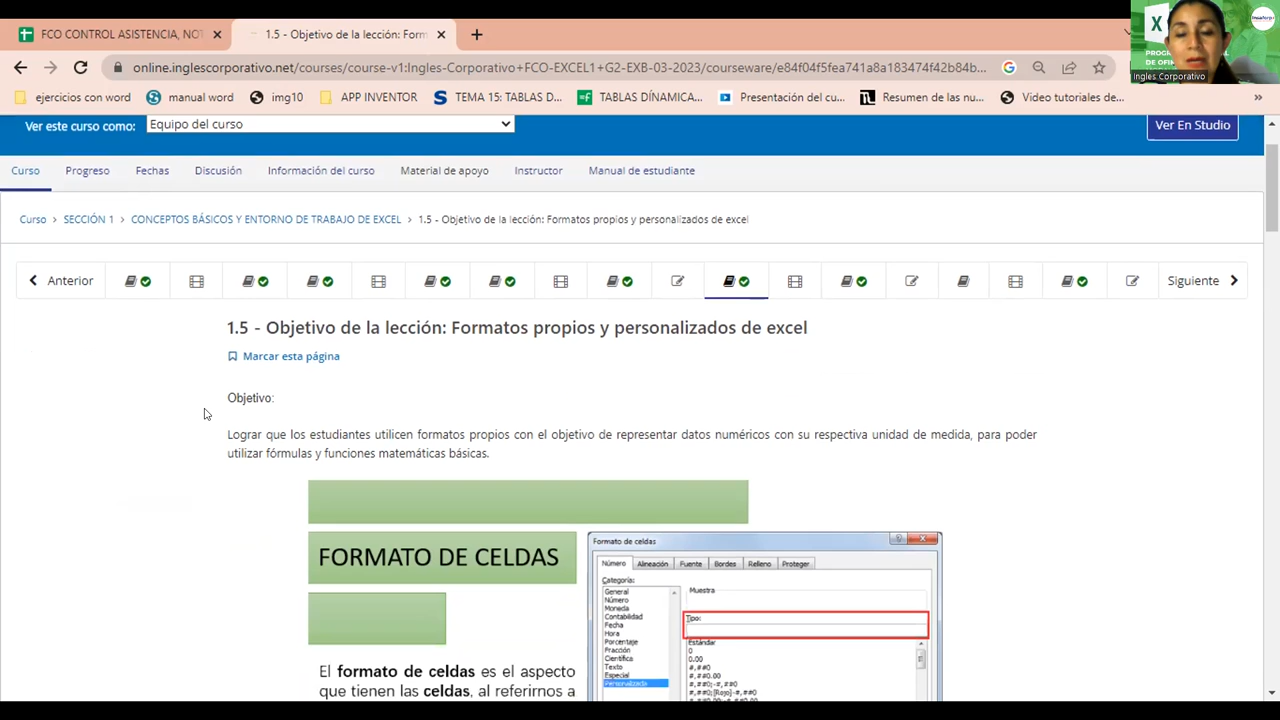 FCO CONTROL ASISTENCIA, NOT
1.5 - Objetivo de la lección: Form
online.inglescorporativo.net/courses/course-v1:Ingles-Corporativo+FCO-EXCEL1+G2-EXB-03-2023/courseware/e84f04f5fea741a8a183474f42b84b...
ejercicios con word
manual word
img10
APP INVENTOR
TEMA 15: TABLAS D...
TABLAS DÍNAMICA...
Presentación del cu...
Resumen de las nu...
Video tutoriales de...
Ingles Corporativo
Ver este curso como:
Equipo del curso
Ver En Studio
Curso
Progreso
Fechas
Discusión
Información del curso
Material de apoyo
Instructor
Manual de estudiante
Curso > SECCIÓN 1 > CONCEPTOS BÁSICOS Y ENTORNO DE TRABAJO DE EXCEL > 1.5 - Objetivo de la lección: Formatos propios y personalizados de excel
Anterior
Siguiente
1.5 - Objetivo de la lección: Formatos propios y personalizados de excel
Marcar esta página
Objetivo:
Lograr que los estudiantes utilicen formatos propios con el objetivo de representar datos numéricos con su respectiva unidad de medida, para poder
utilizar fórmulas y funciones matemáticas básicas.
FORMATO DE CELDAS
El formato de celdas es el aspecto
que tienen las celdas, al referirnos a
Formato de celdas
Número
Alineación
Fuente
Bordes
Relleno
Proteger
Categoría:
General
Número
Moneda
Contabilidad
Fecha
Hora
Porcentaje
Fracción
Científica
Texto
Especial
Personalizada
Muestra
Tipo:
Estándar
0
0.00
#,##0
#,##0.00
#,##0;-#,##0
#,##0;[Rojo]-#,##0